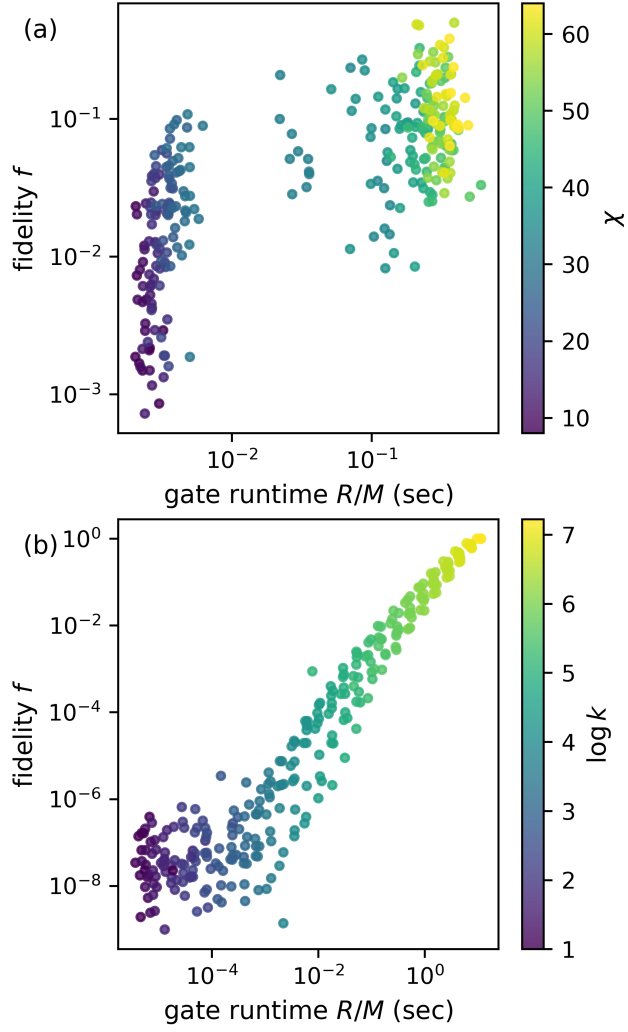 (a)
fidelity f
10⁻¹
10⁻²
10⁻³
10⁻² 10⁻¹
gate runtime R/M (sec)
60
50
40
30
20
10
χ
(b)
fidelity f
10⁰
10⁻²
10⁻⁴
10⁻⁶
10⁻⁸
10⁻⁴ 10⁻² 10⁰
gate runtime R/M (sec)
7
6
5
4
3
2
1
log k